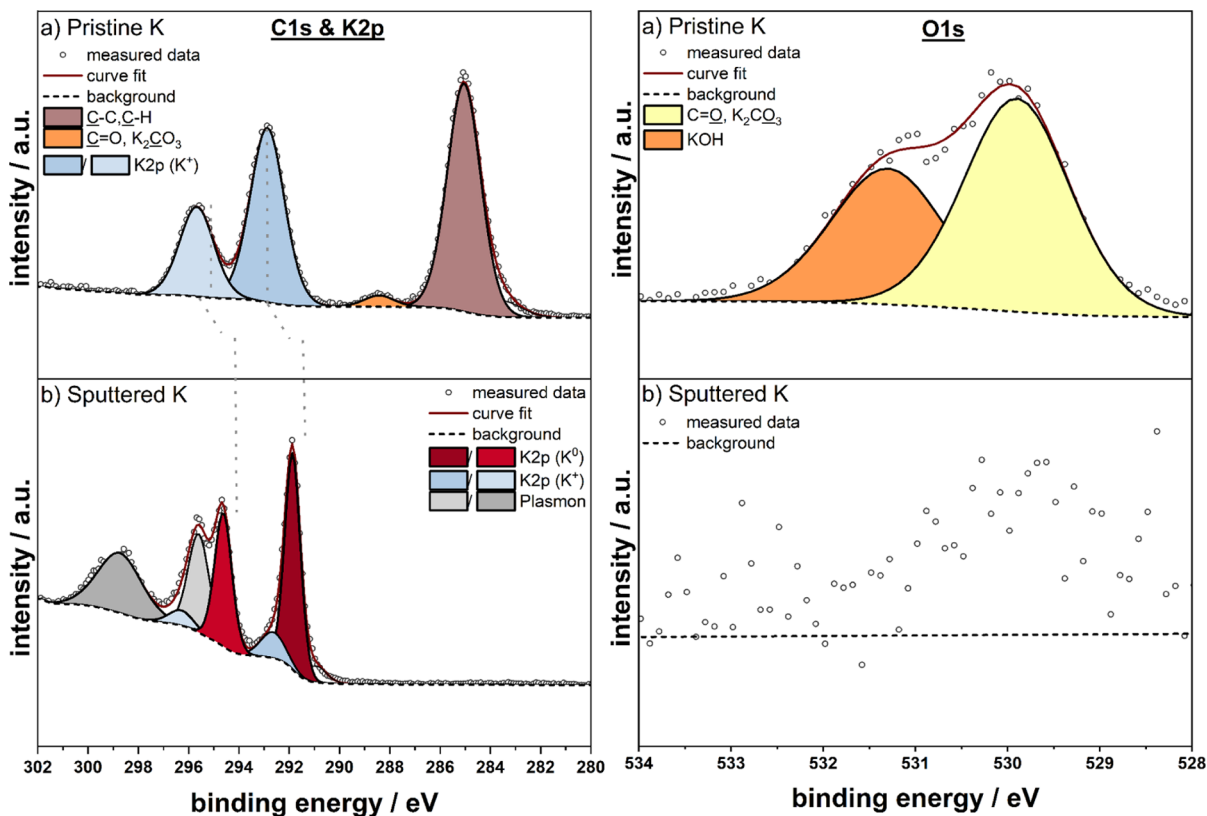 a) Pristine K
C1s & K2p
measured data
curve fit
background
C-C,C-H
C=O, K₂CO₃
/ K2p (K⁺)
intensity / a.u.
b) Sputtered K
measured data
curve fit
background
/ K2p (K⁰)
/ K2p (K⁺)
/ Plasmon
intensity / a.u.
302 300 298 296 294 292 290 288 286 284 282 280
binding energy / eV
a) Pristine K
O1s
measured data
curve fit
background
C=O, K₂CO₃
KOH
intensity / a.u.
b) Sputtered K
measured data
background
intensity / a.u.
534 533 532 531 530 529 528
binding energy / eV